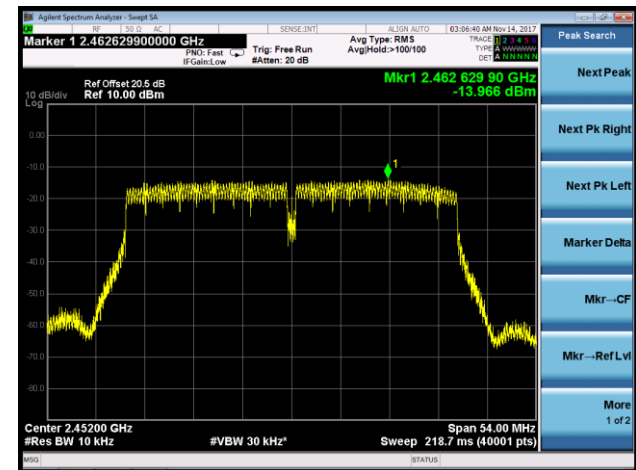 Agilent Spectrum Analyzer - Swept SA
RF 50 Ω AC SENSE:INT ALIGN AUTO 03:06:40 AM Nov 14, 2017
Marker 1 2.462629900000 GHz
PNO: Fast
IFGain:Low
Trig: Free Run
#Atten: 20 dB
Avg Type: RMS
Avg|Hold:>100/100
TRACE 1 2 3 4 5 6
TYPE A WWWWW
DET A N N N N N
Peak Search
Next Peak
Next Pk Right
Next Pk Left
Marker Delta
Mkr→CF
Mkr→Ref Lvl
More
1 of 2
Ref Offset 20.5 dB
10 dB/div Ref 10.00 dBm
Log
Mkr1 2.462 629 90 GHz
-13.966 dBm
0.00
-10.0
-20.0
-30.0
-40.0
-50.0
-60.0
-70.0
-80.0
1
Center 2.45200 GHz Span 54.00 MHz
#Res BW 10 kHz #VBW 30 kHz* Sweep 218.7 ms (40001 pts)
MSG STATUS